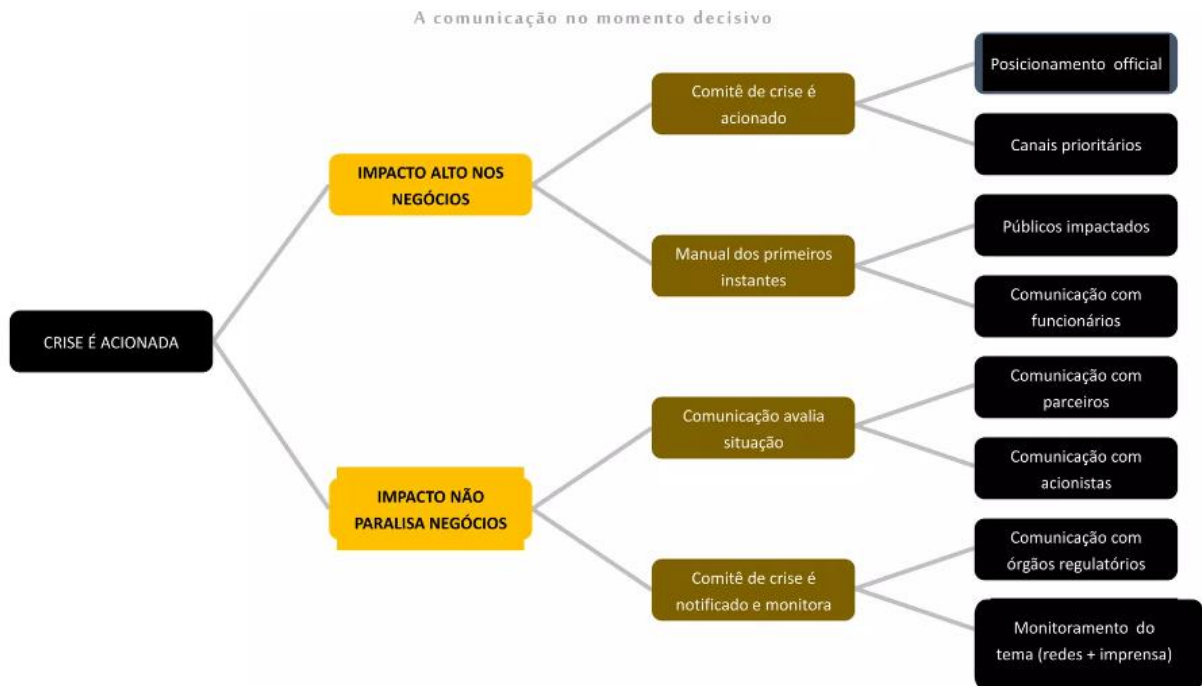 A comunicação no momento decisivo
CRISE É ACIONADA
IMPACTO ALTO NOS
NEGÓCIOS
IMPACTO NÃO
PARALISA NEGÓCIOS
Comitê de crise é
acionado
Manual dos primeiros
instantes
Comunicação avalia
situação
Comitê de crise é
notificado e monitora
Posicionamento official
Canais prioritários
Públicos impactados
Comunicação com
funcionários
Comunicação com
parceiros
Comunicação com
acionistas
Comunicação com
órgãos regulatórios
Monitoramento do
tema (redes + imprensa)